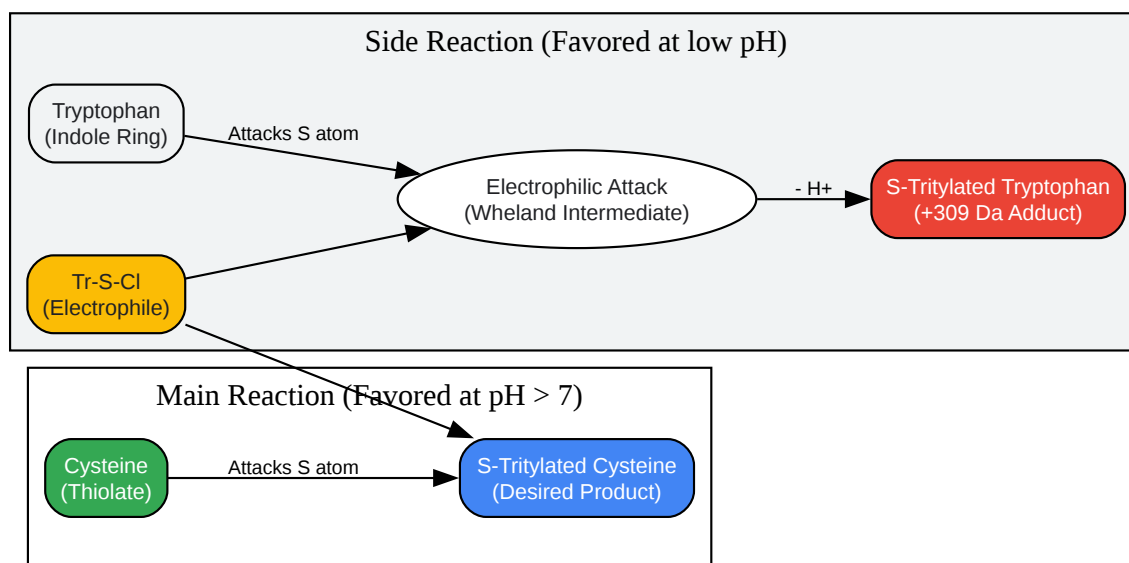 Side Reaction (Favored at low pH)
Tryptophan
(Indole Ring)
Attacks S atom
Electrophilic Attack
(Wheland Intermediate)
- H+
S-Tritylated Tryptophan
(+309 Da Adduct)
Tr-S-Cl
(Electrophile)
Main Reaction (Favored at pH > 7)
Cysteine
(Thiolate)
Attacks S atom
S-Tritylated Cysteine
(Desired Product)